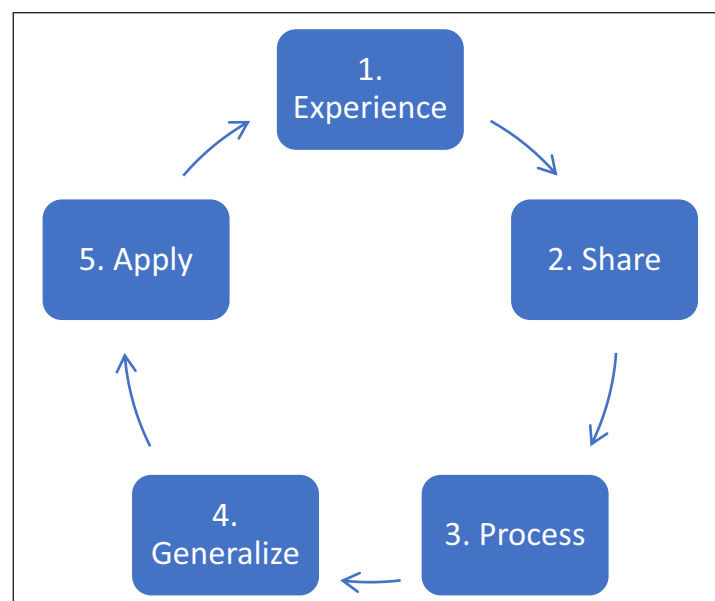 1.
Experience
2. Share
3. Process
4.
Generalize
5. Apply